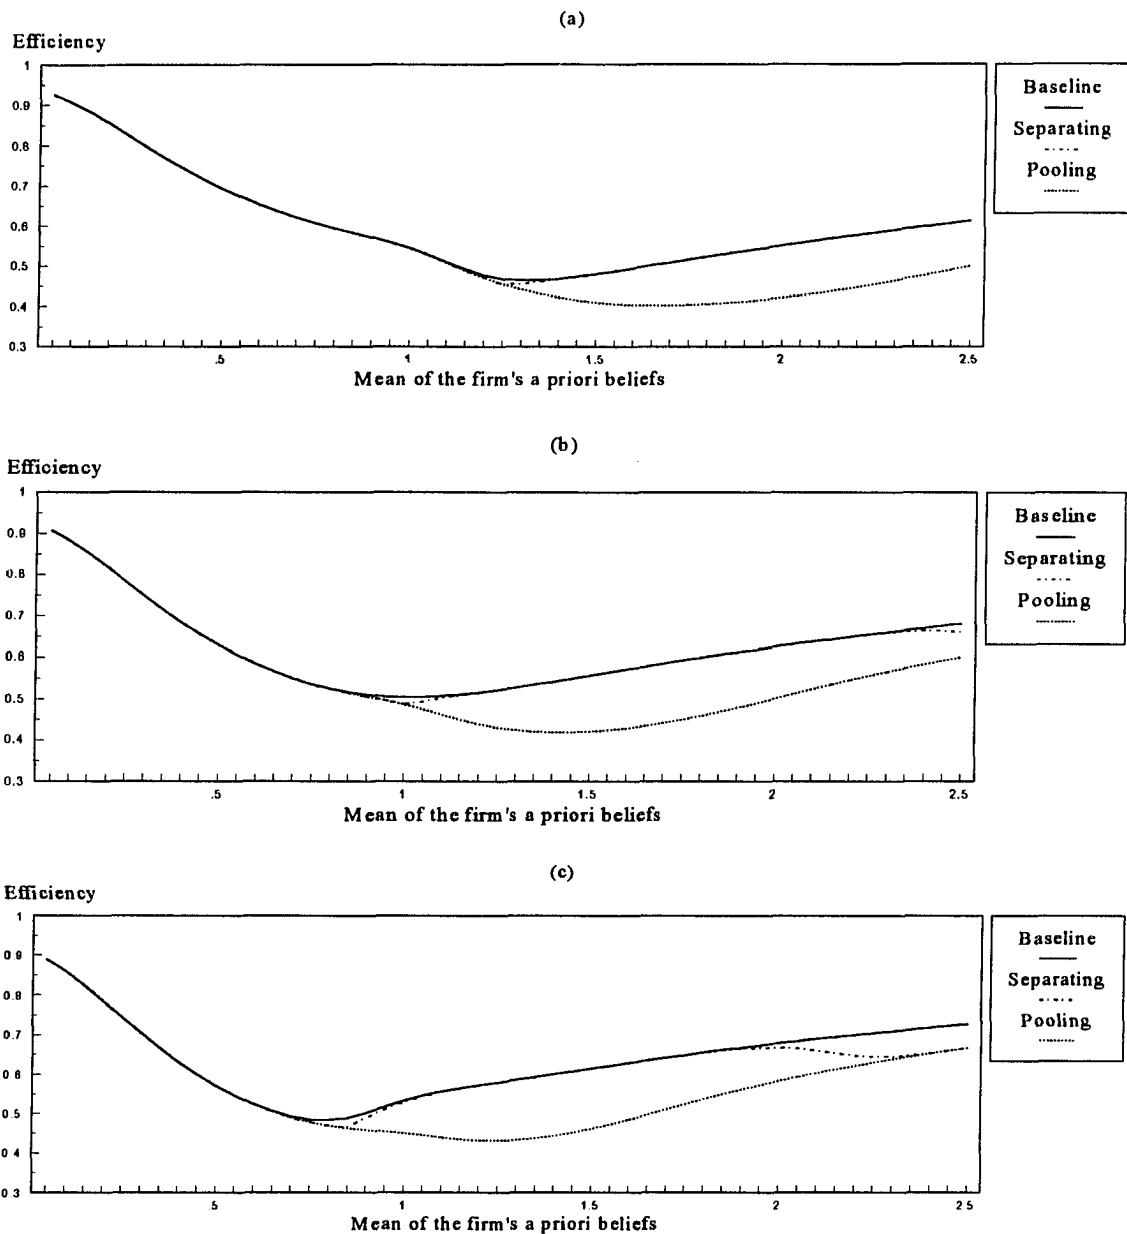 (a)
Efficiency
1
0.9
0.8
0.7
0.6
0.5
0.4
0.3
.5 1 1.5 2 2.5
Mean of the firm's a priori beliefs
Baseline
Separating
Pooling
(b)
Efficiency
1
0.9
0.8
0.7
0.6
0.5
0.4
0.3
.5 1 1.5 2 2.5
Mean of the firm's a priori beliefs
Baseline
Separating
Pooling
(c)
Efficiency
1
0.9
0.8
0.7
0.6
0.5
0.4
0.3
.5 1 1.5 2 2.5
Mean of the firm's a priori beliefs
Baseline
Separating
Pooling